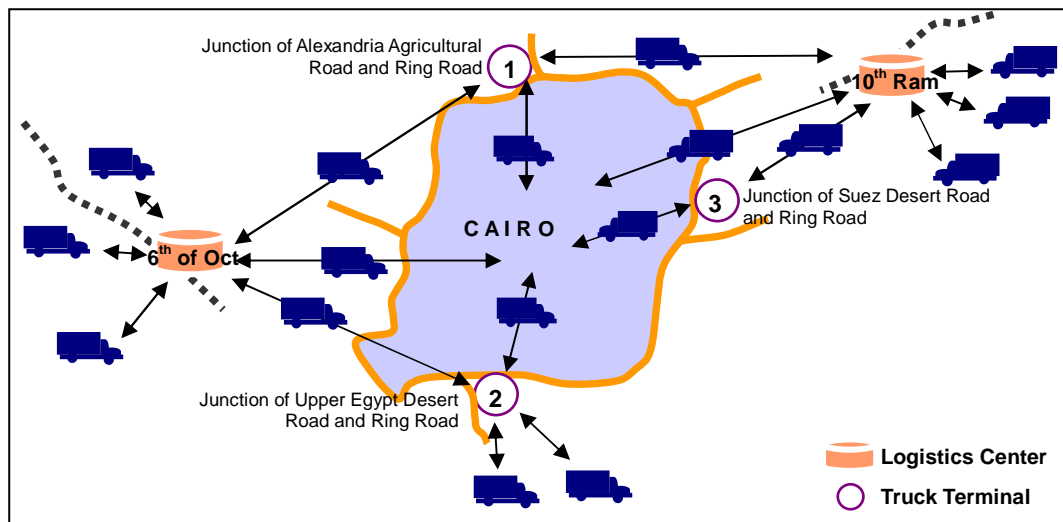 Junction of Alexandria Agricultural
Road and Ring Road
1
10th Ram
3
Junction of Suez Desert Road
and Ring Road
CAIRO
6th of Oct
2
Junction of Upper Egypt Desert
Road and Ring Road
Logistics Center
Truck Terminal